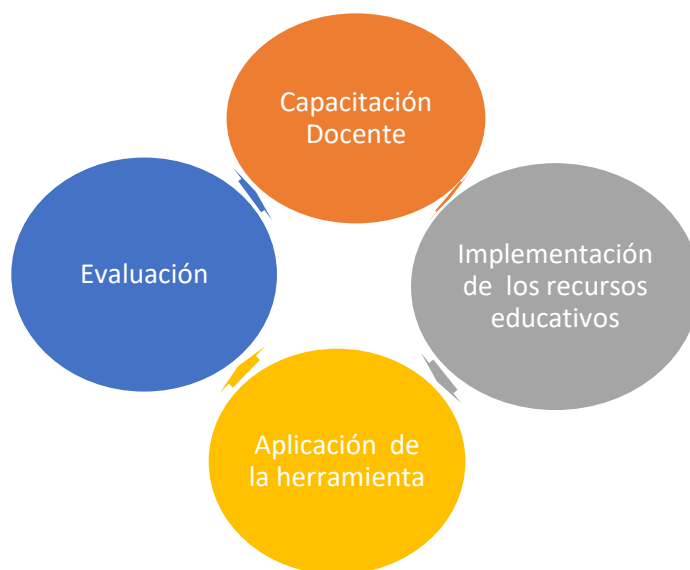 Capacitación
Docente
Evaluación
Implementación
de los recursos
educativos
Aplicación de
la herramienta